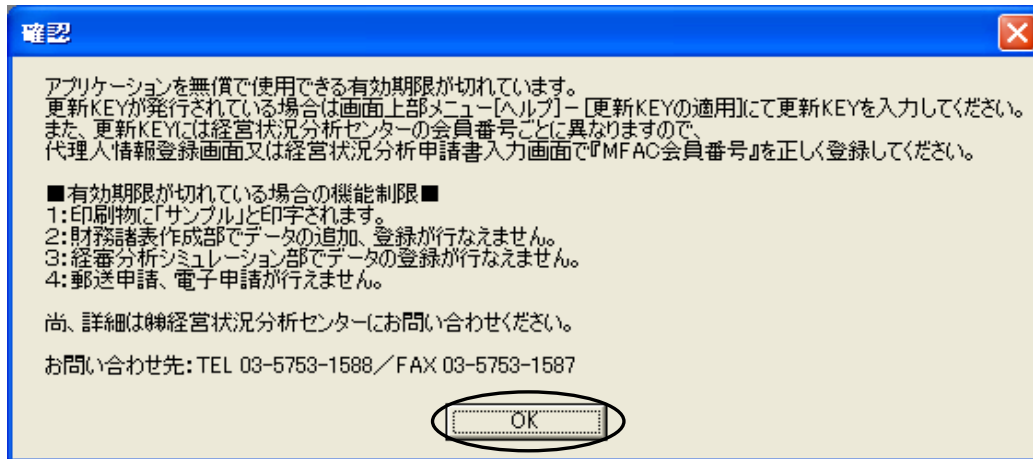 確認
アプリケーションを無償で使用できる有効期限が切れています。
更新KEYが発行されている場合は画面上部メニュー[ヘルプ]－[更新KEYの適用]にて更新KEYを入力してください。
また、更新KEYには経営状況分析センターの会員番号ごとに異なりますので、
代理人情報登録画面又は経営状況分析申請書入力画面で『MFAC会員番号』を正しく登録してください。
■有効期限が切れている場合の機能制限■
1:印刷物に「サンプル」と印字されます。
2:財務諸表作成部でデータの追加、登録が行なえません。
3:経審分析シミュレーション部でデータの登録が行なえません。
4:郵送申請、電子申請が行えません。
尚、詳細は㈱経営状況分析センターにお問い合わせください。
お問い合わせ先：TEL 03-5753-1588／FAX 03-5753-1587
OK